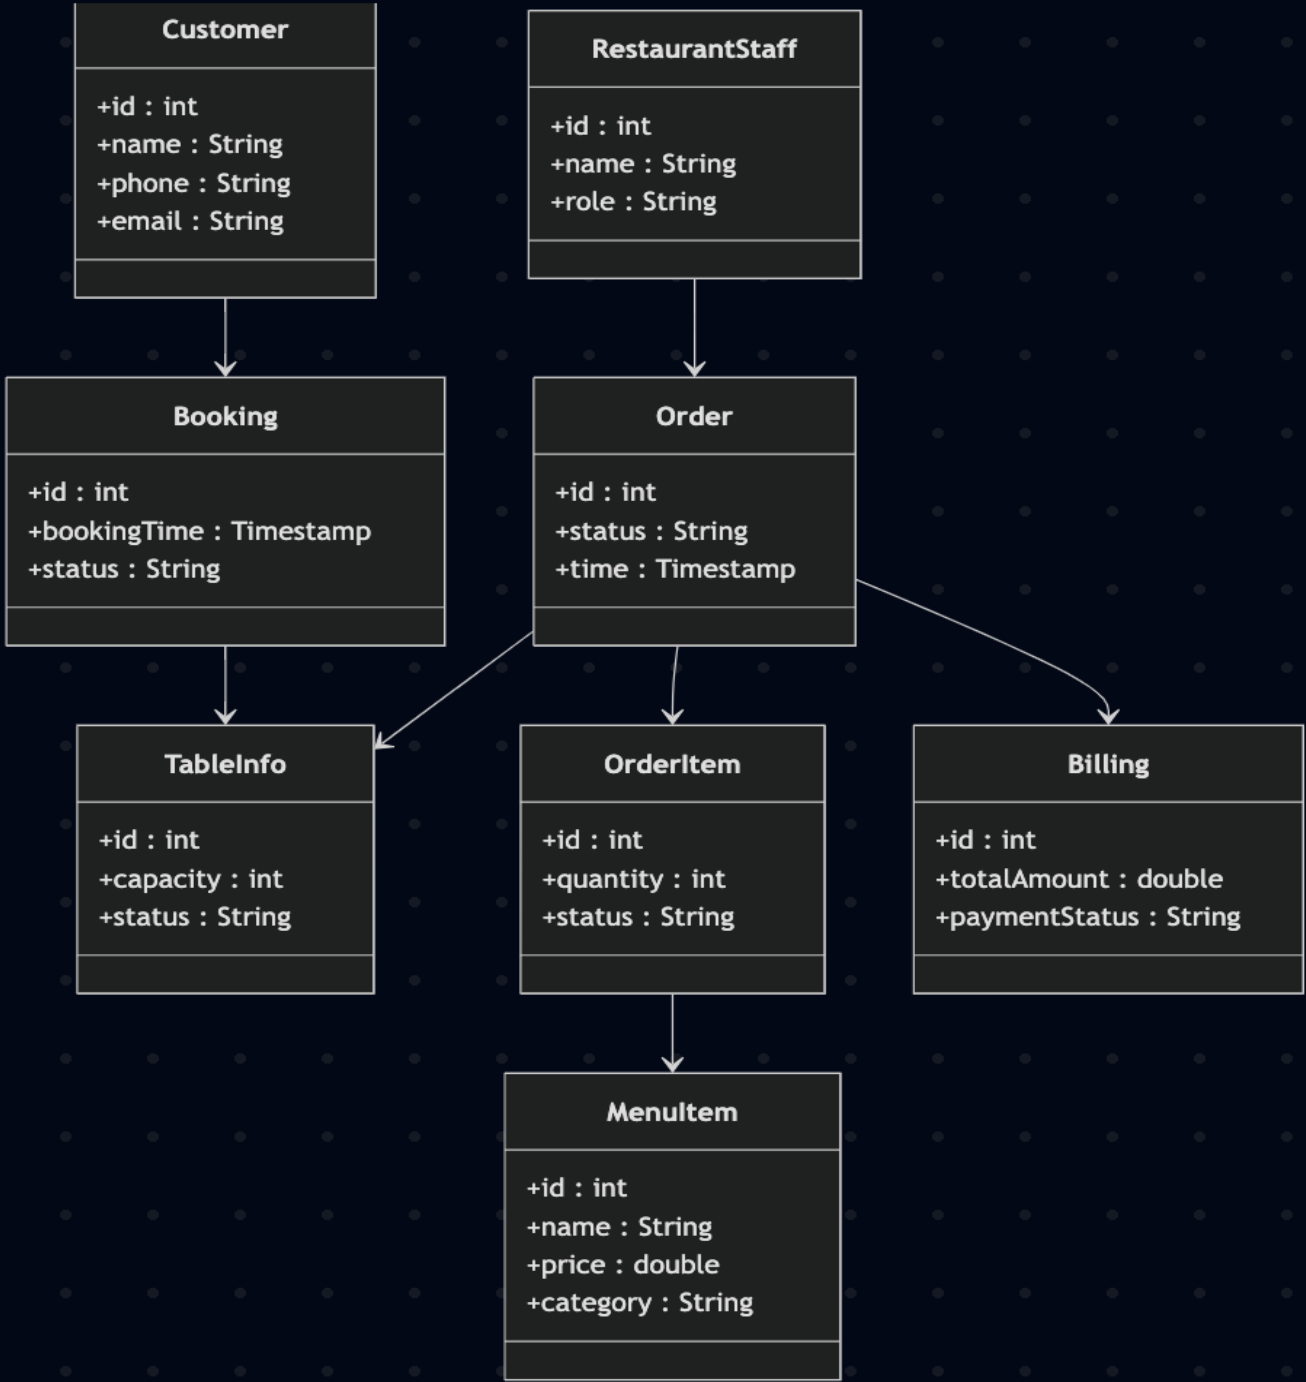 Customer
+id : int
+name : String
+phone : String
+email : String
RestaurantStaff
+id : int
+name : String
+role : String
Booking
+id : int
+bookingTime : Timestamp
+status : String
Order
+id : int
+status : String
+time : Timestamp
TableInfo
+id : int
+capacity : int
+status : String
OrderItem
+id : int
+quantity : int
+status : String
Billing
+id : int
+totalAmount : double
+paymentStatus : String
MenuItem
+id : int
+name : String
+price : double
+category : String